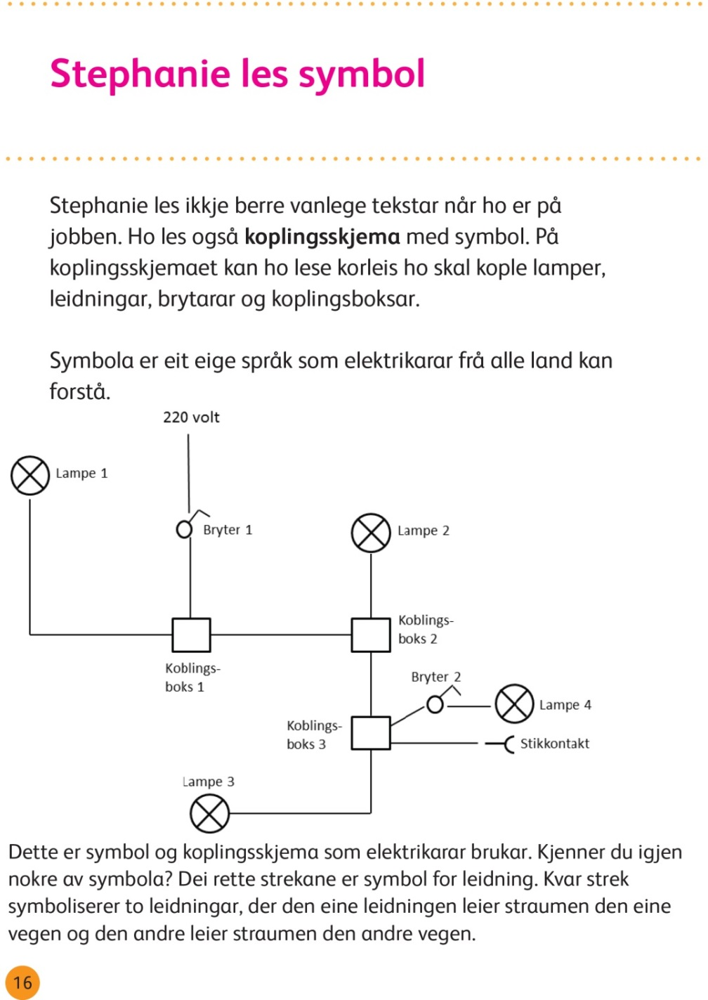 Stephanie les symbol
Stephanie les ikkje berre vanlege tekstar når ho er på
jobben. Ho les også koplingsskjema med symbol. På
koplingsskjemaet kan ho lese korleis ho skal kople lamper,
leidningar, brytarar og koplingsboksar.
Symbola er eit eige språk som elektrikarar frå alle land kan
forstå.
220 volt
Lampe 1
Bryter 1
Lampe 2
Koblings-
boks 2
Koblings-
boks 1
Bryter 2
Lampe 4
Koblings-
boks 3
Stikkontakt
Lampe 3
Dette er symbol og koplingsskjema som elektrikarar brukar. Kjenner du igjen
nokre av symbola? Dei rette strekane er symbol for leidning. Kvar strek
symboliserer to leidningar, der den eine leidningen leier straumen den eine
vegen og den andre leier straumen den andre vegen.
16